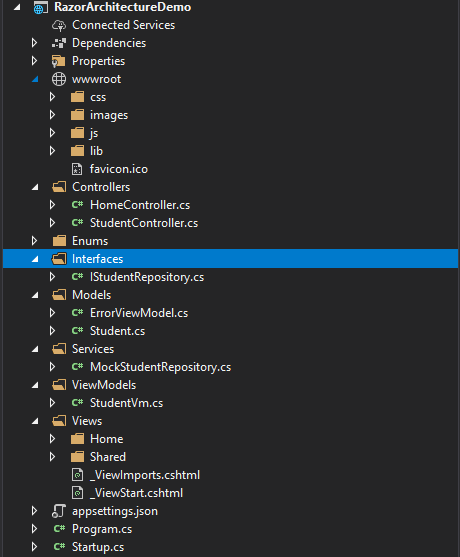 RazorArchitectureDemo
Connected Services
Dependencies
Properties
wwwroot
css
images
js
lib
favicon.ico
Controllers
C# HomeController.cs
C# StudentController.cs
Enums
Interfaces
C# IStudentRepository.cs
Models
C# ErrorViewModel.cs
C# Student.cs
Services
C# MockStudentRepository.cs
ViewModels
C# StudentVm.cs
Views
Home
Shared
_ViewImports.cshtml
_ViewStart.cshtml
appsettings.json
C# Program.cs
C# Startup.cs